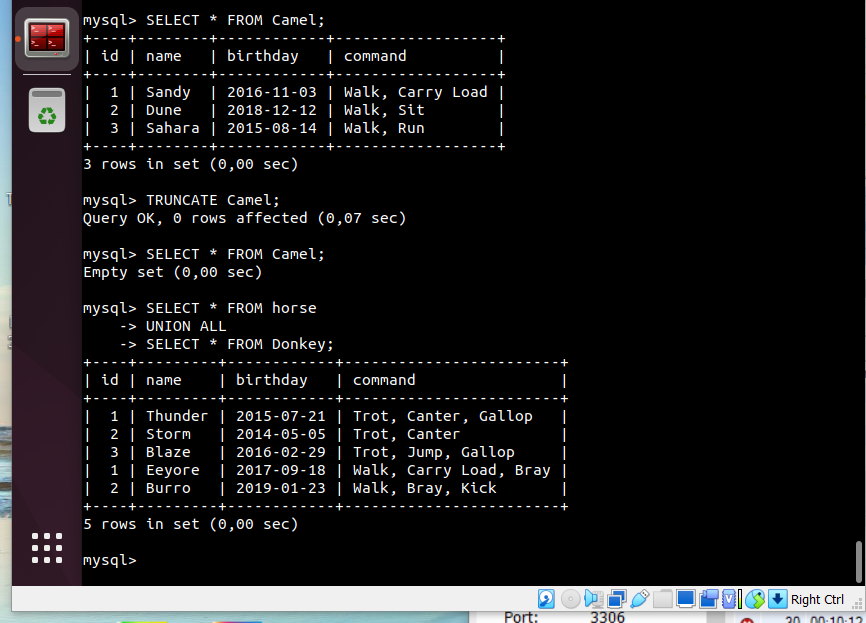 mysql> SELECT * FROM Camel;
+----+--------+------------+------------------+
| id | name   | birthday   | command          |
+----+--------+------------+------------------+
|  1 | Sandy  | 2016-11-03 | Walk, Carry Load |
|  2 | Dune   | 2018-12-12 | Walk, Sit        |
|  3 | Sahara | 2015-08-14 | Walk, Run        |
+----+--------+------------+------------------+
3 rows in set (0,00 sec)
mysql> TRUNCATE Camel;
Query OK, 0 rows affected (0,07 sec)
mysql> SELECT * FROM Camel;
Empty set (0,00 sec)
mysql> SELECT * FROM horse
    -> UNION ALL
    -> SELECT * FROM Donkey;
+----+---------+------------+------------------------+
| id | name    | birthday   | command                |
+----+---------+------------+------------------------+
|  1 | Thunder | 2015-07-21 | Trot, Canter, Gallop   |
|  2 | Storm   | 2014-05-05 | Trot, Canter           |
|  3 | Blaze   | 2016-02-29 | Trot, Jump, Gallop     |
|  1 | Eeyore  | 2017-09-18 | Walk, Carry Load, Bray |
|  2 | Burro   | 2019-01-23 | Walk, Bray, Kick       |
+----+---------+------------+------------------------+
5 rows in set (0,00 sec)
mysql>
Right Ctrl
Port: 3306